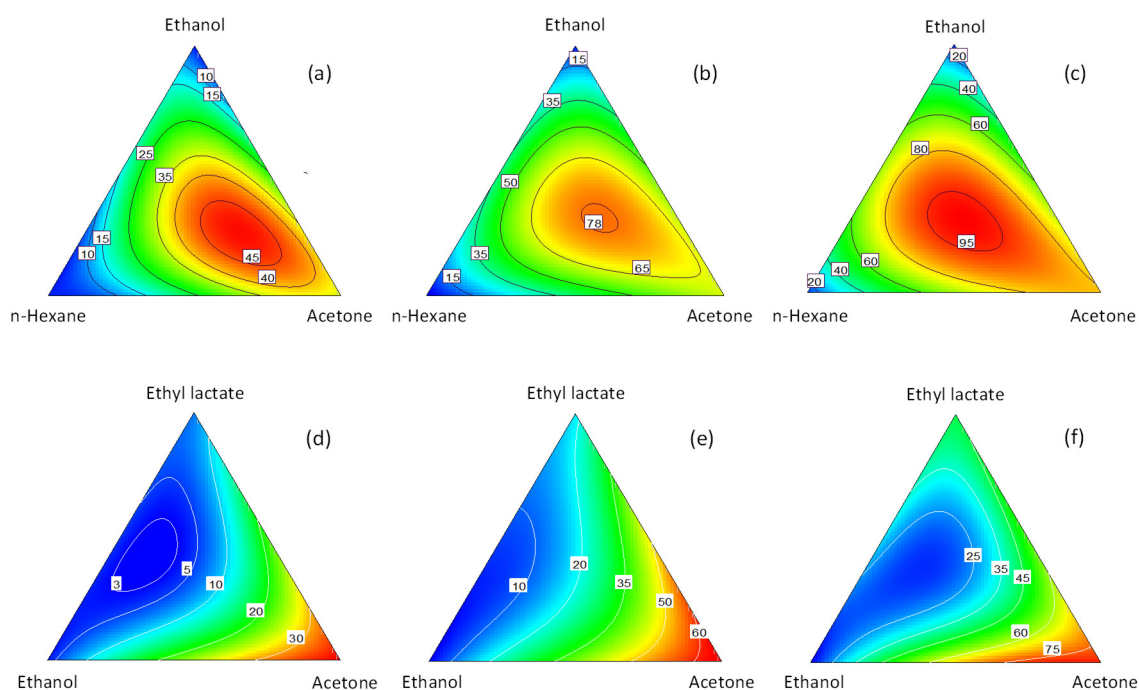 Ethanol
(a)
10
15
25
35
15
10
45
40
n-Hexane
Acetone
Ethanol
(b)
15
35
50
78
35
65
15
n-Hexane
Acetone
Ethanol
(c)
20
40
60
80
95
60
40
20
n-Hexane
Acetone
Ethyl lactate
(d)
3
5
10
20
30
Ethanol
Acetone
Ethyl lactate
(e)
10
20
35
50
60
Ethanol
Acetone
Ethyl lactate
(f)
25
35
45
60
75
Ethanol
Acetone